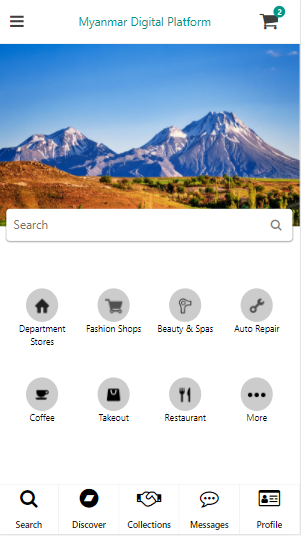 Myanmar Digital Platform
2
Search
Department
Stores
Fashion Shops
Beauty & Spas
Auto Repair
Coffee
Takeout
Restaurant
More
Search
Discover
Collections
Messages
Profile